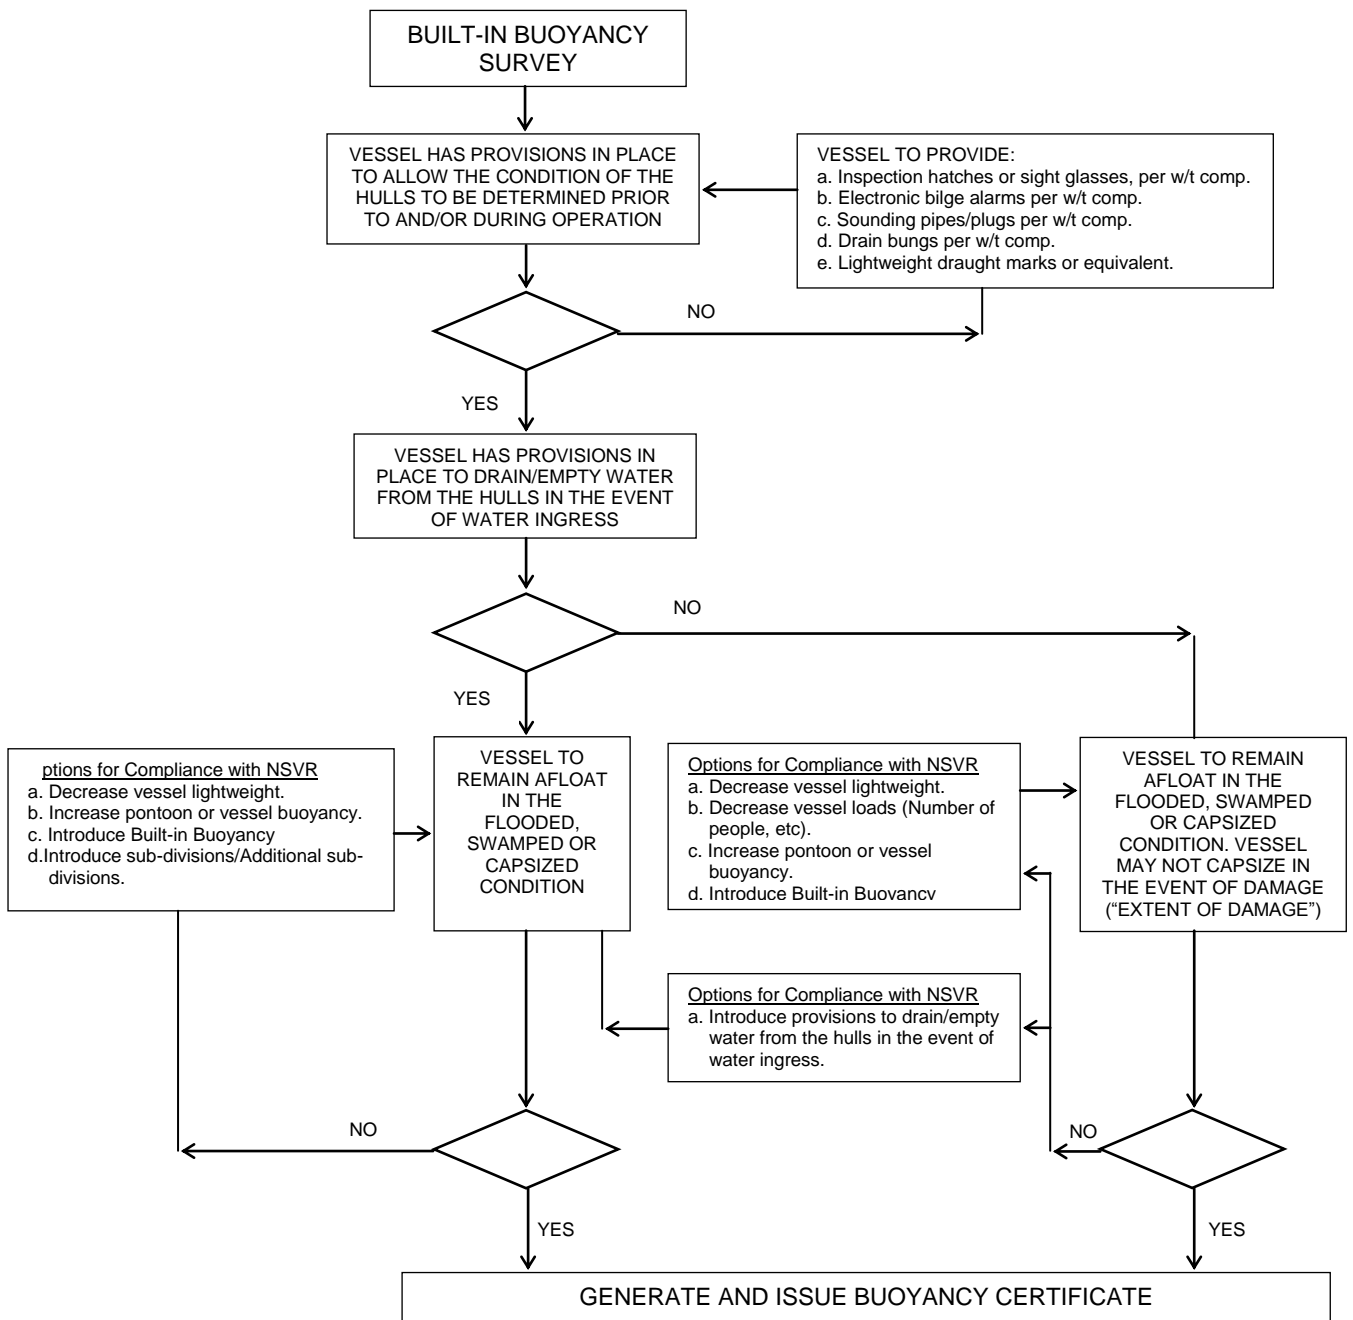 BUILT-IN BUOYANCY
SURVEY
VESSEL HAS PROVISIONS IN PLACE
TO ALLOW THE CONDITION OF THE
HULLS TO BE DETERMINED PRIOR
TO AND/OR DURING OPERATION
VESSEL TO PROVIDE:
a. Inspection hatches or sight glasses, per w/t comp.
b. Electronic bilge alarms per w/t comp.
c. Sounding pipes/plugs per w/t comp.
d. Drain bungs per w/t comp.
e. Lightweight draught marks or equivalent.
NO
YES
VESSEL HAS PROVISIONS IN
PLACE TO DRAIN/EMPTY WATER
FROM THE HULLS IN THE EVENT
OF WATER INGRESS
NO
YES
ptions for Compliance with NSVR
a. Decrease vessel lightweight.
b. Increase pontoon or vessel buoyancy.
c. Introduce Built-in Buoyancy
d.Introduce sub-divisions/Additional sub-
divisions.
VESSEL TO
REMAIN AFLOAT
IN THE
FLOODED,
SWAMPED OR
CAPSIZED
CONDITION
Options for Compliance with NSVR
a. Decrease vessel lightweight.
b. Decrease vessel loads (Number of
people, etc).
c. Increase pontoon or vessel
buoyancy.
d. Introduce Built-in Buoyancy
VESSEL TO REMAIN
AFLOAT IN THE
FLOODED, SWAMPED
OR CAPSIZED
CONDITION. VESSEL
MAY NOT CAPSIZE IN
THE EVENT OF DAMAGE
(“EXTENT OF DAMAGE”)
Options for Compliance with NSVR
a. Introduce provisions to drain/empty
water from the hulls in the event of
water ingress.
NO
NO
YES
YES
GENERATE AND ISSUE BUOYANCY CERTIFICATE